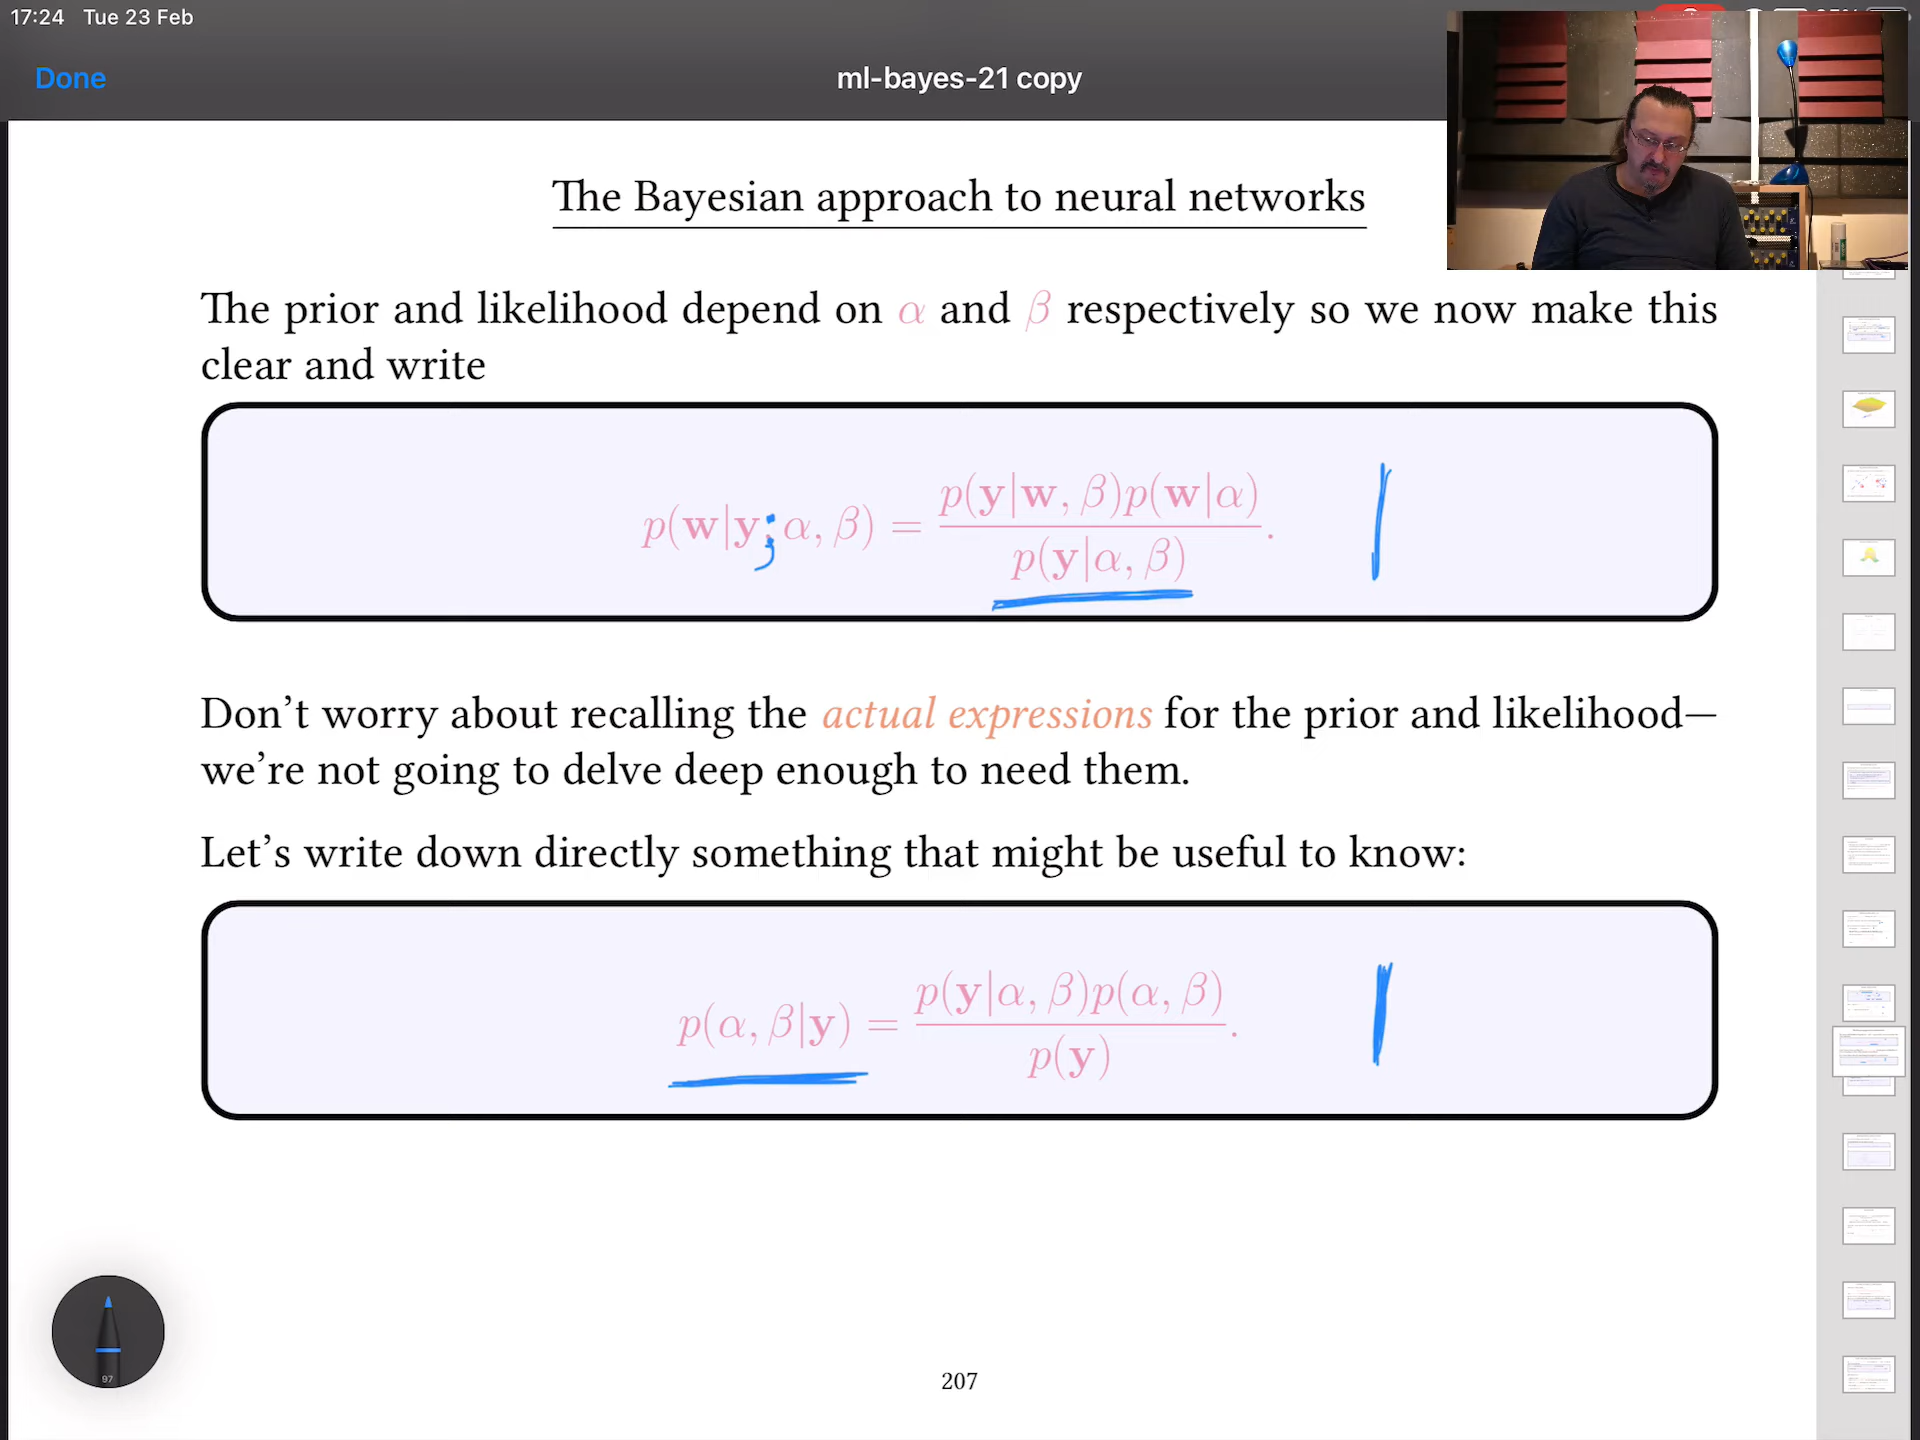 17:24 Tue 23 Feb
Done
ml-bayes-21 copy
The Bayesian approach to neural networks
The prior and likelihood depend on α and β respectively so we now make this
clear and write
p(w|y; α, β) = p(y|w, β)p(w|α) / p(y|α, β).
Don’t worry about recalling the actual expressions for the prior and likelihood—
we’re not going to delve deep enough to need them.
Let’s write down directly something that might be useful to know:
p(α, β|y) = p(y|α, β)p(α, β) / p(y).
97
207